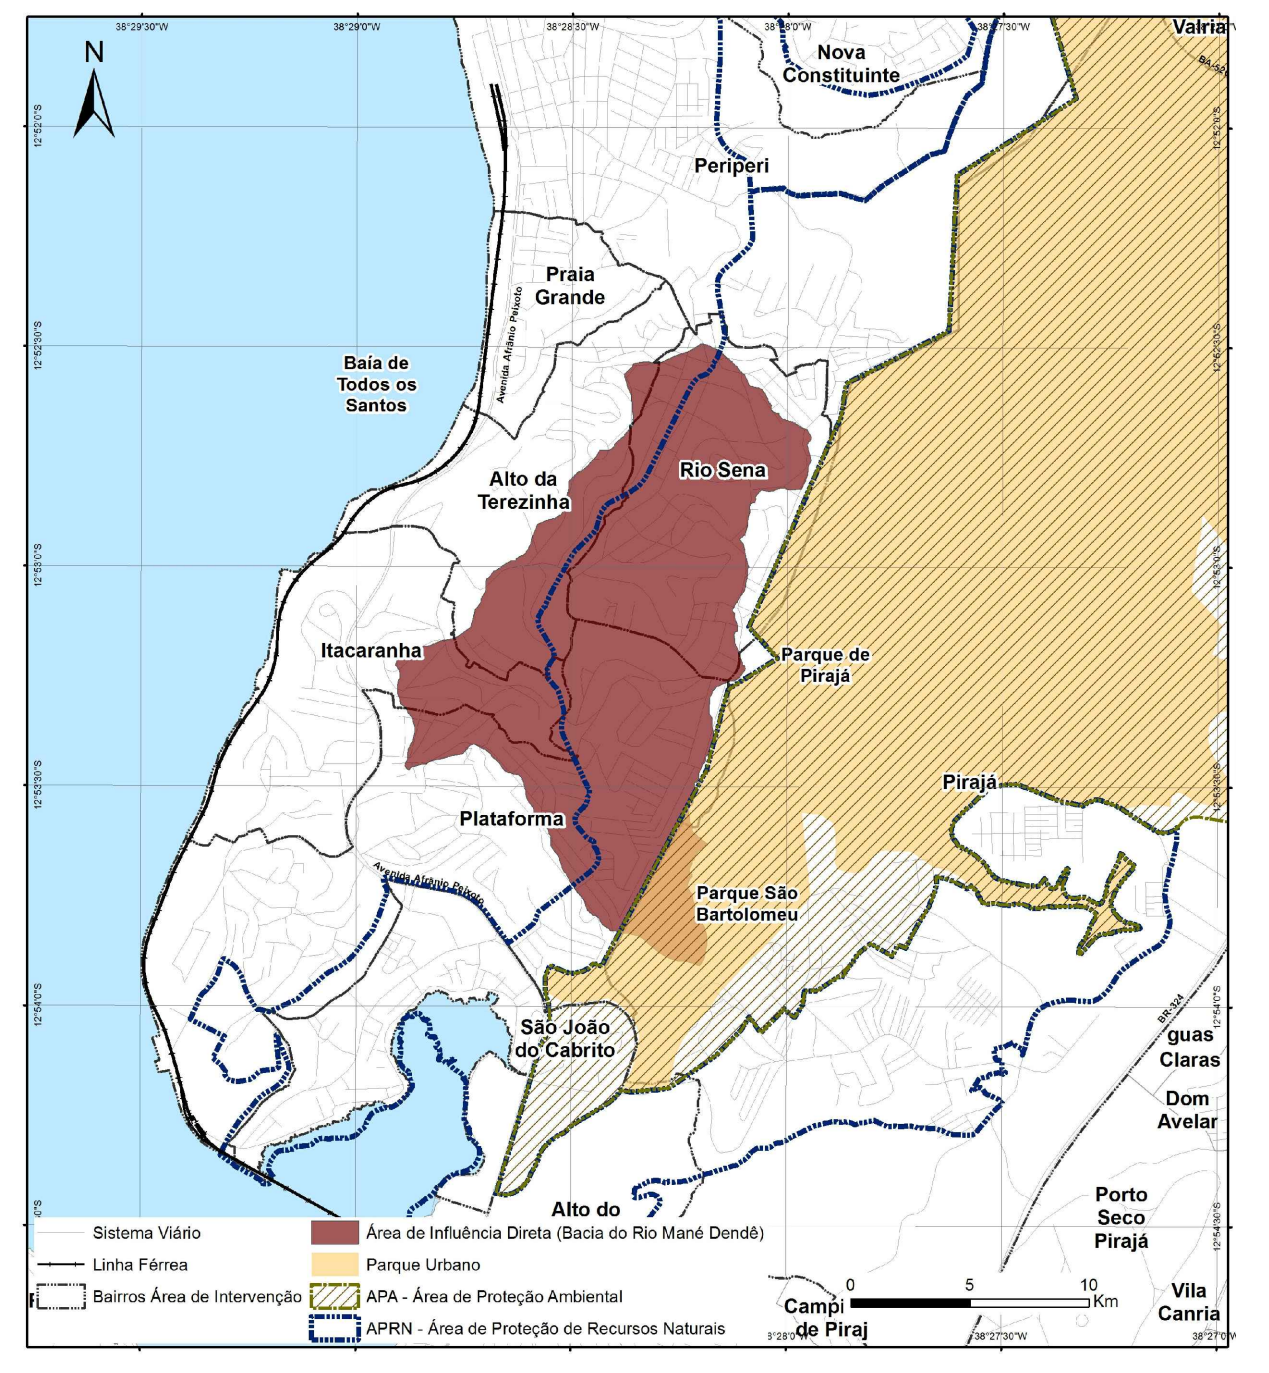 38°29'30"W
38°29'0"W
38°28'30"W
38°28'0"W
38°27'30"W
Valria
BA-52
N
Nova
Constituinte
12°52'0"S
12°52'0"S
Periperi
Praia
Grande
Avenida Afrânio Peixoto
12°52'30"S
12°52'30"S
Baía de
Todos os
Santos
Rio Sena
Alto da
Terezinha
12°53'0"S
12°53'0"S
Itacaranha
Parque de
Pirajá
Pirajá
12°53'30"S
12°53'30"S
Plataforma
Avenida Afrânio Peixoto
Parque São
Bartolomeu
12°54'0"S
12°54'0"S
São João
do Cabrito
BR-324
guas
Claras
Dom
Avelar
Alto do
Porto
Seco
Pirajá
12°54'30"S
Sistema Viário
Linha Férrea
Bairros Área de Intervenção
Área de Influência Direta (Bacia do Rio Mané Dendê)
Parque Urbano
APA - Área de Proteção Ambiental
APRN - Área de Proteção de Recursos Naturais
0 5 10
Km
Campi
de Piraj
Vila
Canria
3°28'0"W
38°27'30"W
38°27'0"W